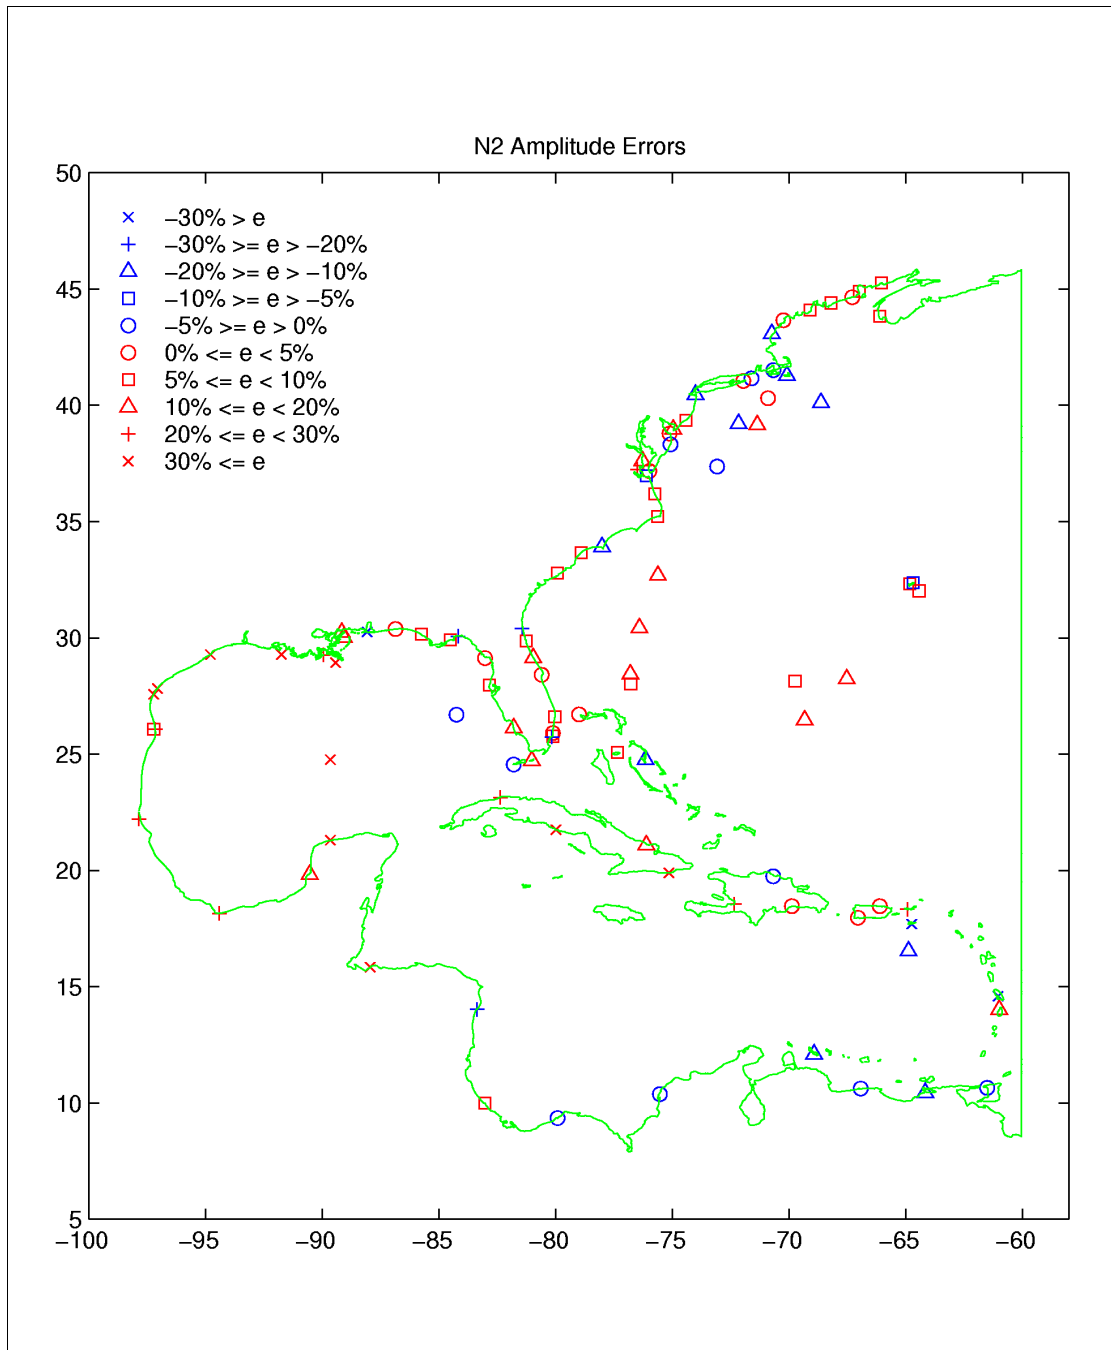 N2 Amplitude Errors
50
−30% > e
−30% >= e > −20%
−20% >= e > −10%
−10% >= e > −5%
−5% >= e > 0%
0% <= e < 5%
5% <= e < 10%
10% <= e < 20%
20% <= e < 30%
30% <= e
45
40
35
30
25
20
15
10
5
−100 −95 −90 −85 −80 −75 −70 −65 −60